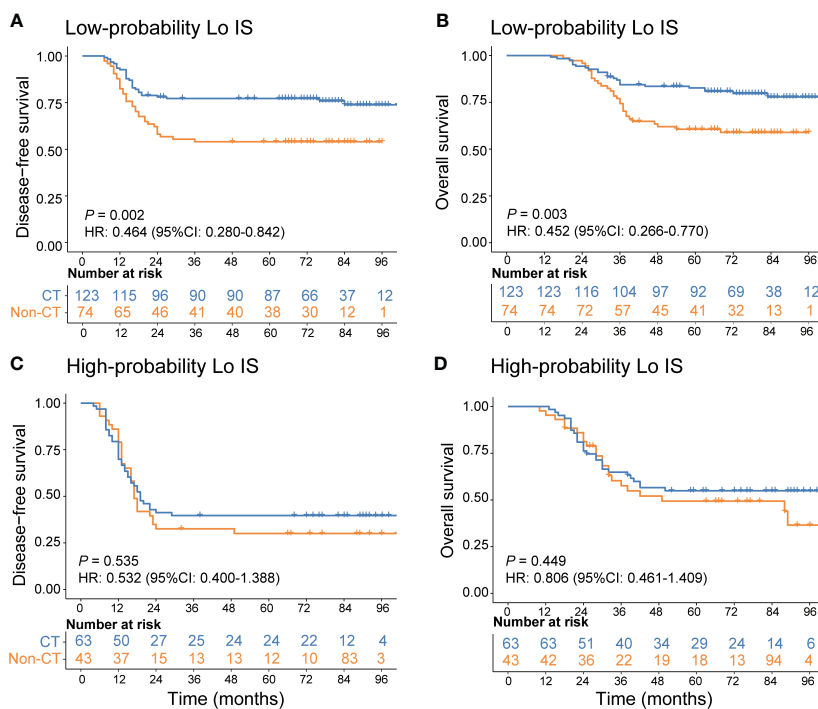 A
Low-probability Lo IS
Disease-free survival
1.00
0.75
0.50
0.25
0.00
P = 0.002
HR: 0.464 (95%CI: 0.280-0.842)
0 12 24 36 48 60 72 84 96
Number at risk
CT 123 115 96 90 90 87 66 37 12
Non-CT 74 65 46 41 40 38 30 12 1
0 12 24 36 48 60 72 84 96
B
Low-probability Lo IS
Overall survival
1.00
0.75
0.50
0.25
0.00
P = 0.003
HR: 0.452 (95%CI: 0.266-0.770)
0 12 24 36 48 60 72 84 96
Number at risk
123 123 116 104 97 92 69 38 12
74 74 72 57 45 41 32 13 1
0 12 24 36 48 60 72 84 96
C
High-probability Lo IS
Disease-free survival
1.00
0.75
0.50
0.25
0.00
P = 0.535
HR: 0.532 (95%CI: 0.400-1.388)
0 12 24 36 48 60 72 84 96
Number at risk
CT 63 50 27 25 24 24 22 12 4
Non-CT 43 37 15 13 13 12 10 83 3
0 12 24 36 48 60 72 84 96
Time (months)
D
High-probability Lo IS
Overall survival
1.00
0.75
0.50
0.25
0.00
P = 0.449
HR: 0.806 (95%CI: 0.461-1.409)
0 12 24 36 48 60 72 84 96
Number at risk
63 63 51 40 34 29 24 14 6
43 42 36 22 19 18 13 94 4
0 12 24 36 48 60 72 84 96
Time (months)